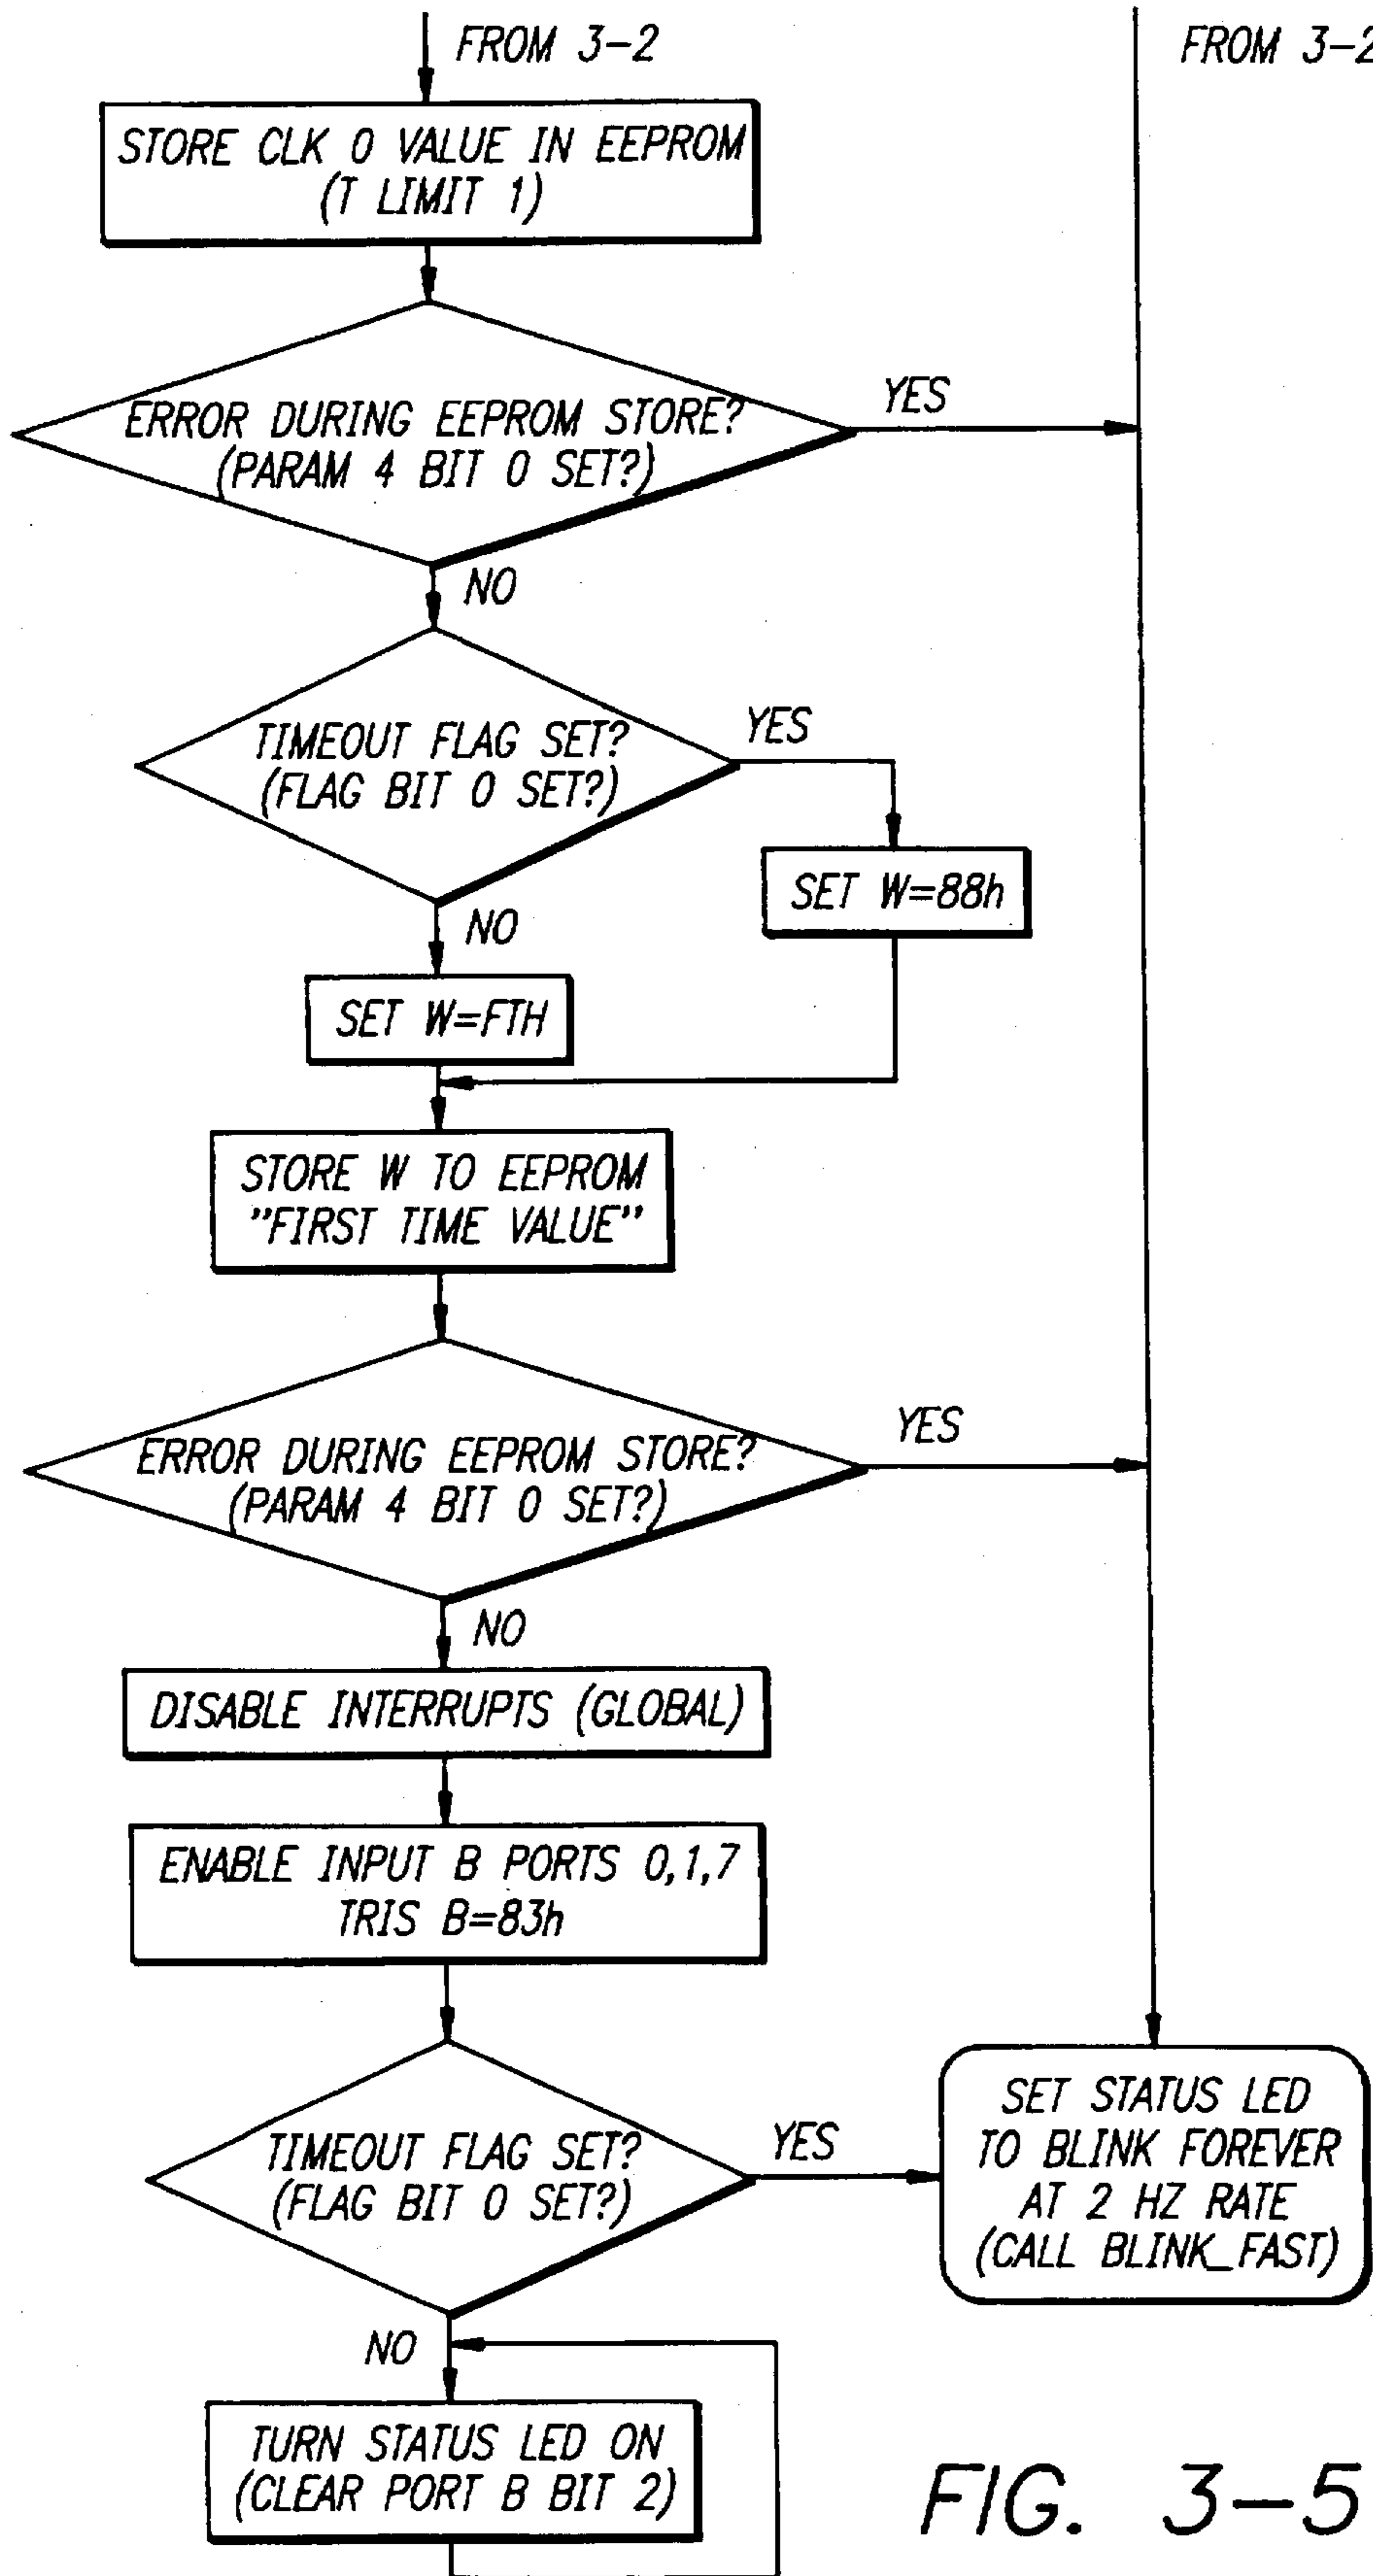 FROM 3-2
FROM 3-2
STORE CLK 0 VALUE IN EEPROM
(T LIMIT 1)
ERROR DURING EEPROM STORE?
(PARAM 4 BIT 0 SET?)
YES
NO
TIMEOUT FLAG SET?
(FLAG BIT 0 SET?)
YES
SET W=88h
NO
SET W=FTH
STORE W TO EEPROM
"FIRST TIME VALUE"
ERROR DURING EEPROM STORE?
(PARAM 4 BIT 0 SET?)
YES
NO
DISABLE INTERRUPTS (GLOBAL)
ENABLE INPUT B PORTS 0,1,7
TRIS B=83h
TIMEOUT FLAG SET?
(FLAG BIT 0 SET?)
YES
SET STATUS LED
TO BLINK FOREVER
AT 2 HZ RATE
(CALL BLINK_FAST)
NO
TURN STATUS LED ON
(CLEAR PORT B BIT 2)
FIG. 3-5